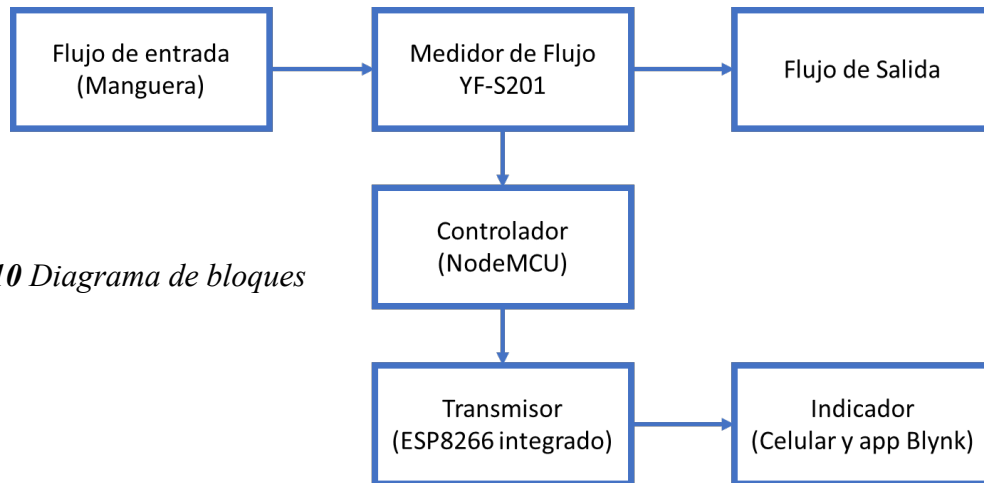 Flujo de entrada
(Manguera)
Medidor de Flujo
YF-S201
Flujo de Salida
Controlador
(NodeMCU)
10 Diagrama de bloques
Transmisor
(ESP8266 integrado)
Indicador
(Celular y app Blynk)